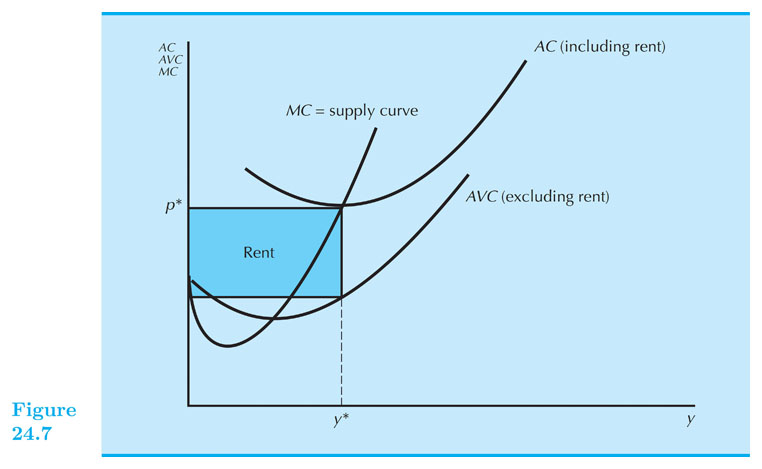 AC
AVC
MC
AC (including rent)
MC = supply curve
p*
AVC (excluding rent)
Rent
y*
y
Figure
24.7